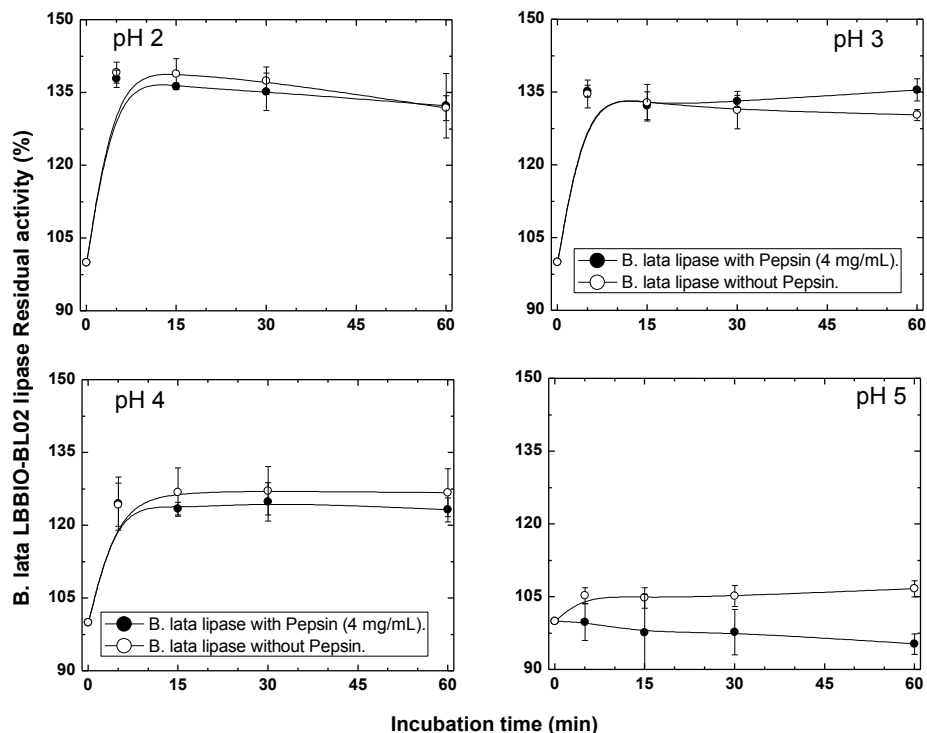 B. lata LBBIO-BL02 lipase Residual activity (%)
pH 2
150
135
120
105
90
0 15 30 45 60
pH 3
150
135
120
105
90
B. lata lipase with Pepsin (4 mg/mL).
B. lata lipase without Pepsin.
0 15 30 45 60
pH 4
150
135
120
105
90
B. lata lipase with Pepsin (4 mg/mL).
B. lata lipase without Pepsin.
0 15 30 45 60
pH 5
150
135
120
105
90
0 15 30 45 60
Incubation time (min)